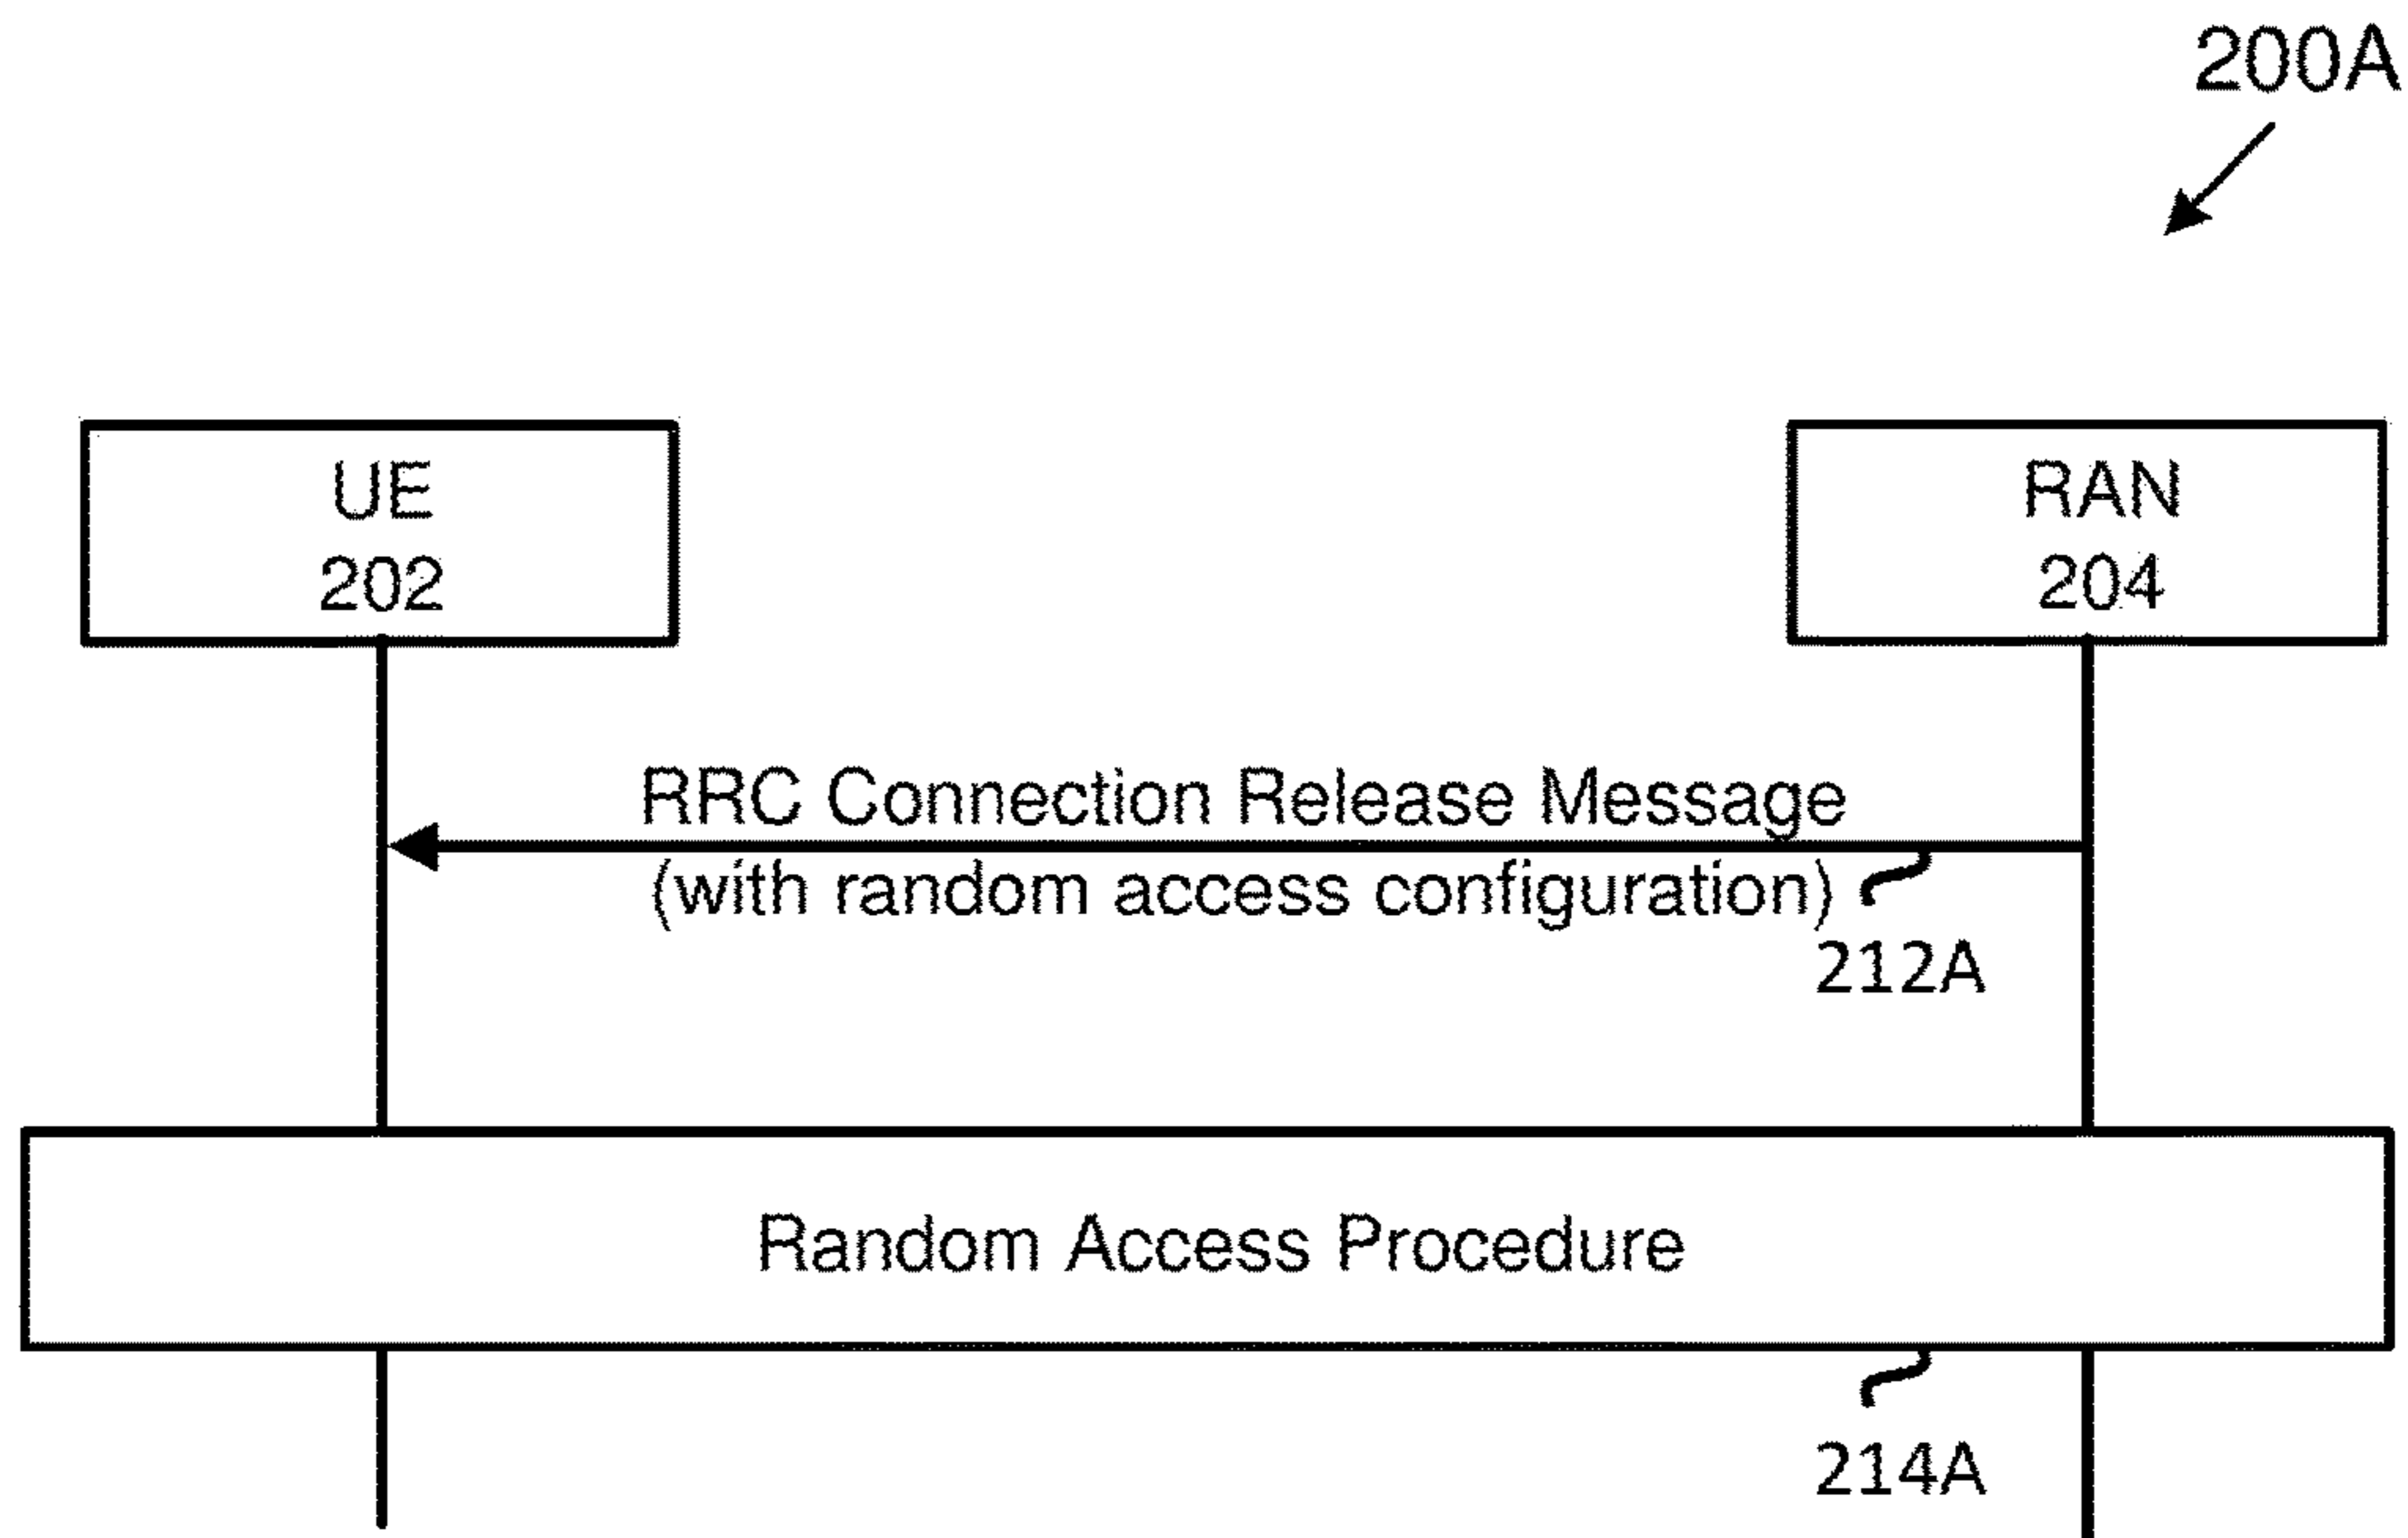 200A
UE
202
RAN
204
RRC Connection Release Message
(with random access configuration)
212A
Random Access Procedure
214A